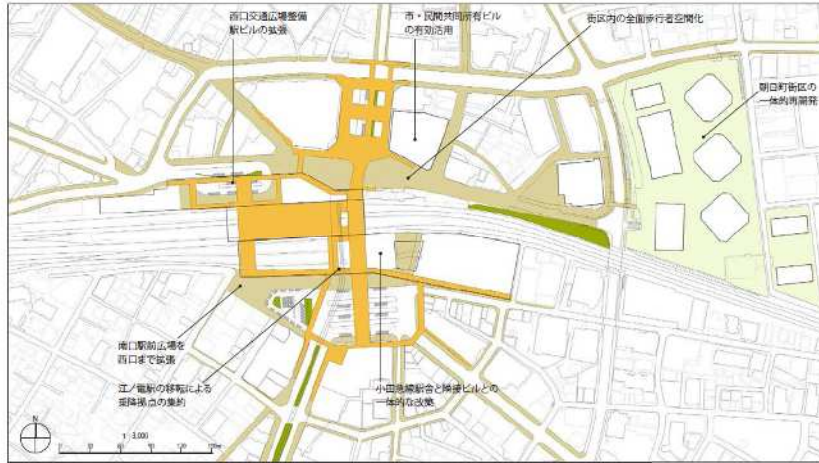 西口交通広場整備
駅ビルの拡張
市・民間共同所有ビル
の有効活用
街区内の全面歩行者空間化
朝日町街区の
一体的再開発
南口駅前広場を
西口まで拡張
江ノ電駅の移転による
乗降拠点の集約
小田急線駅舎と隣接ビルとの
一体的な改築
N
1:3,000
0 30 60 90 120